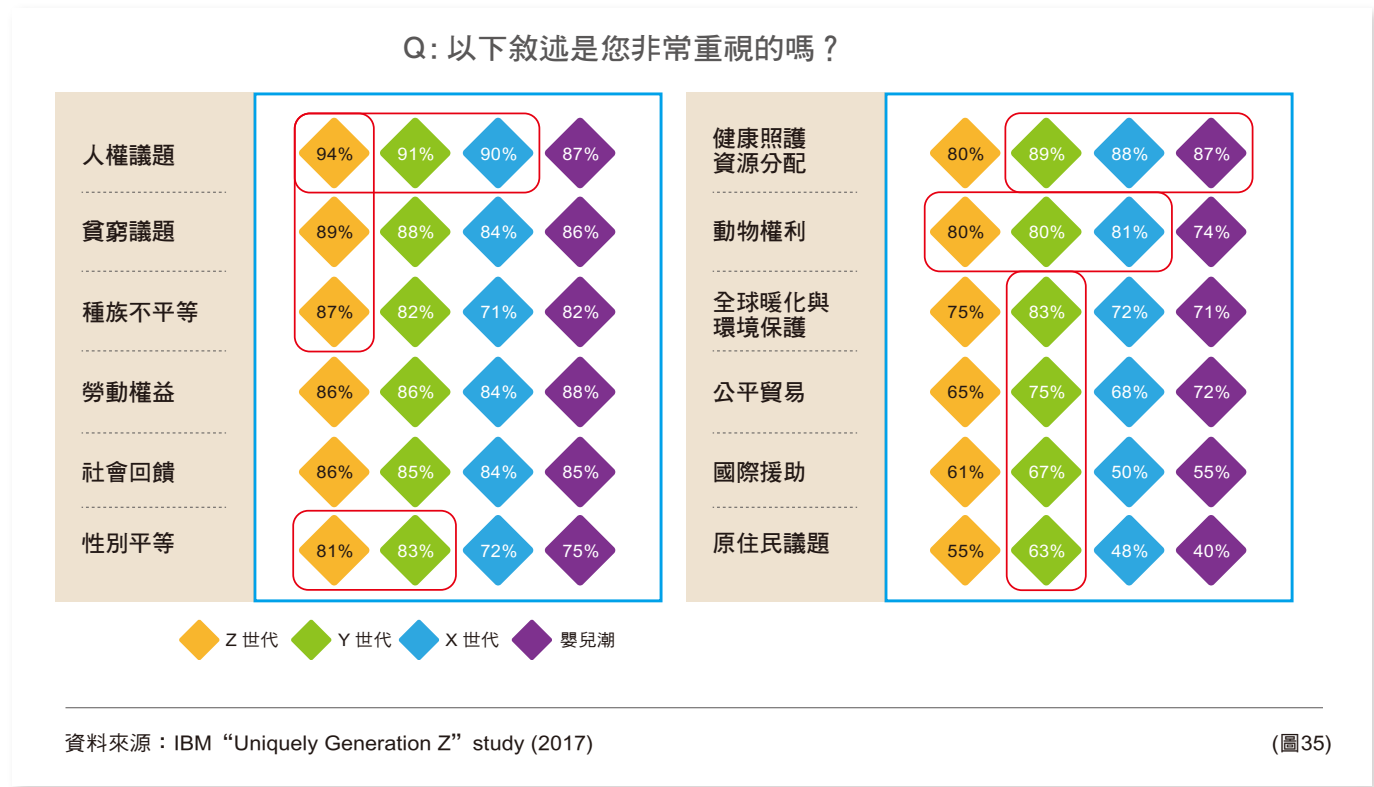 Q: 以下敘述是您非常重視的嗎？
人權議題 94% 91% 90% 87%
貧窮議題 89% 88% 84% 86%
種族不平等 87% 82% 71% 82%
勞動權益 86% 86% 84% 88%
社會回饋 86% 85% 84% 85%
性別平等 81% 83% 72% 75%
健康照護
資源分配 80% 89% 88% 87%
動物權利 80% 80% 81% 74%
全球暖化與
環境保護 75% 83% 72% 71%
公平貿易 65% 75% 68% 72%
國際援助 61% 67% 50% 55%
原住民議題 55% 63% 48% 40%
Z 世代 Y 世代 X 世代 嬰兒潮
資料來源：IBM “Uniquely Generation Z” study (2017)
(圖35)